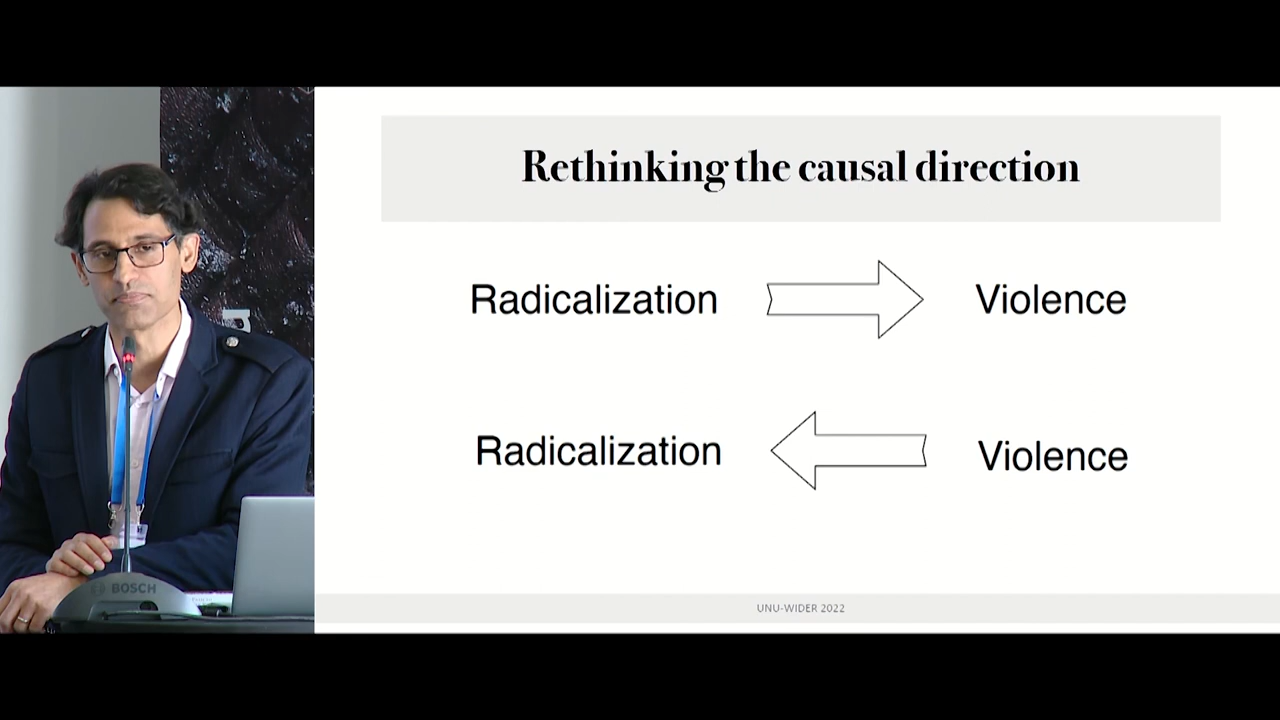 Rethinking the causal direction
Radicalization
Violence
Radicalization
Violence
UNU-WIDER 2022
BOSCH